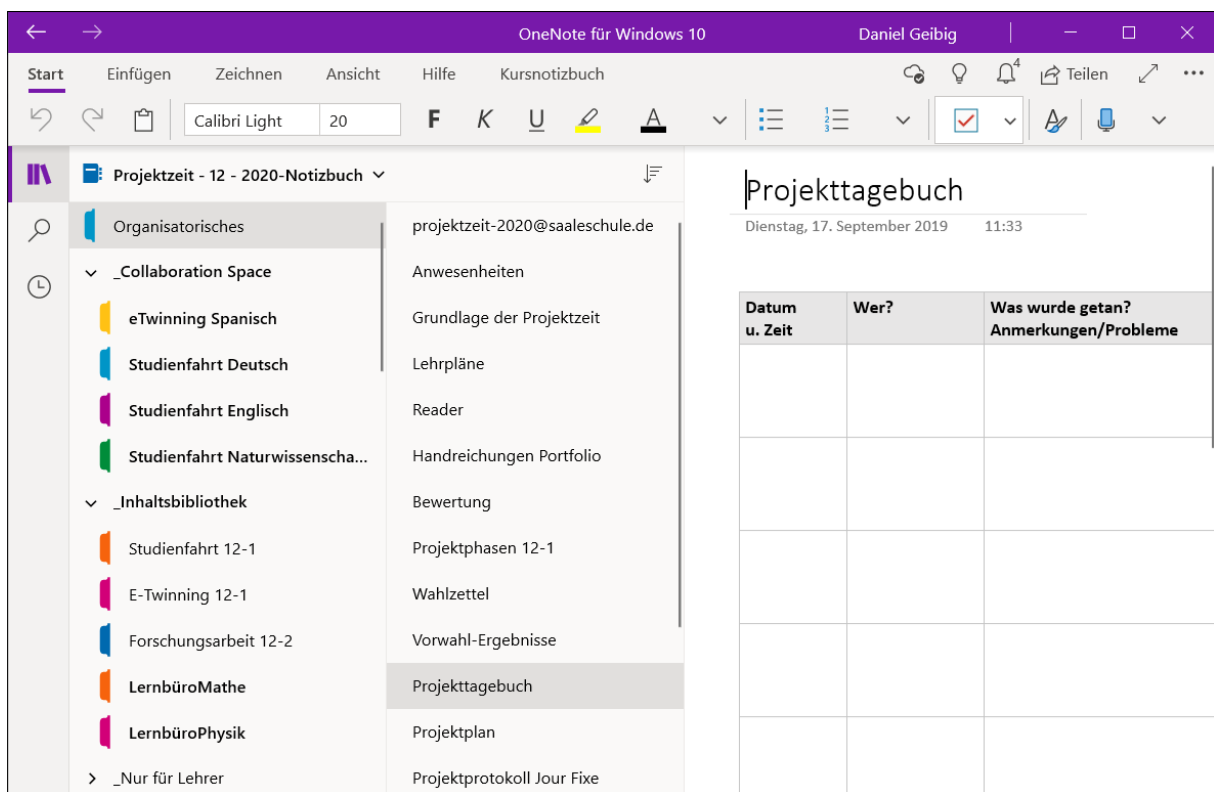 OneNote für Windows 10
Daniel Geibig
Start Einfügen Zeichnen Ansicht Hilfe Kursnotizbuch
4
Teilen
Calibri Light 20 F K U A
1
2
3
Projektzeit - 12 - 2020-Notizbuch
Organisatorisches
_Collaboration Space
eTwinning Spanisch
Studienfahrt Deutsch
Studienfahrt Englisch
Studienfahrt Naturwissenscha...
_Inhaltsbibliothek
Studienfahrt 12-1
E-Twinning 12-1
Forschungsarbeit 12-2
LernbüroMathe
LernbüroPhysik
_Nur für Lehrer
projektzeit-2020@saaleschule.de
Anwesenheiten
Grundlage der Projektzeit
Lehrpläne
Reader
Handreichungen Portfolio
Bewertung
Projektphasen 12-1
Wahlzettel
Vorwahl-Ergebnisse
Projekttagebuch
Projektplan
Projektprotokoll Jour Fixe
Projekttagebuch
Dienstag, 17. September 2019 11:33
Datum
u. Zeit
Wer?
Was wurde getan?
Anmerkungen/Probleme